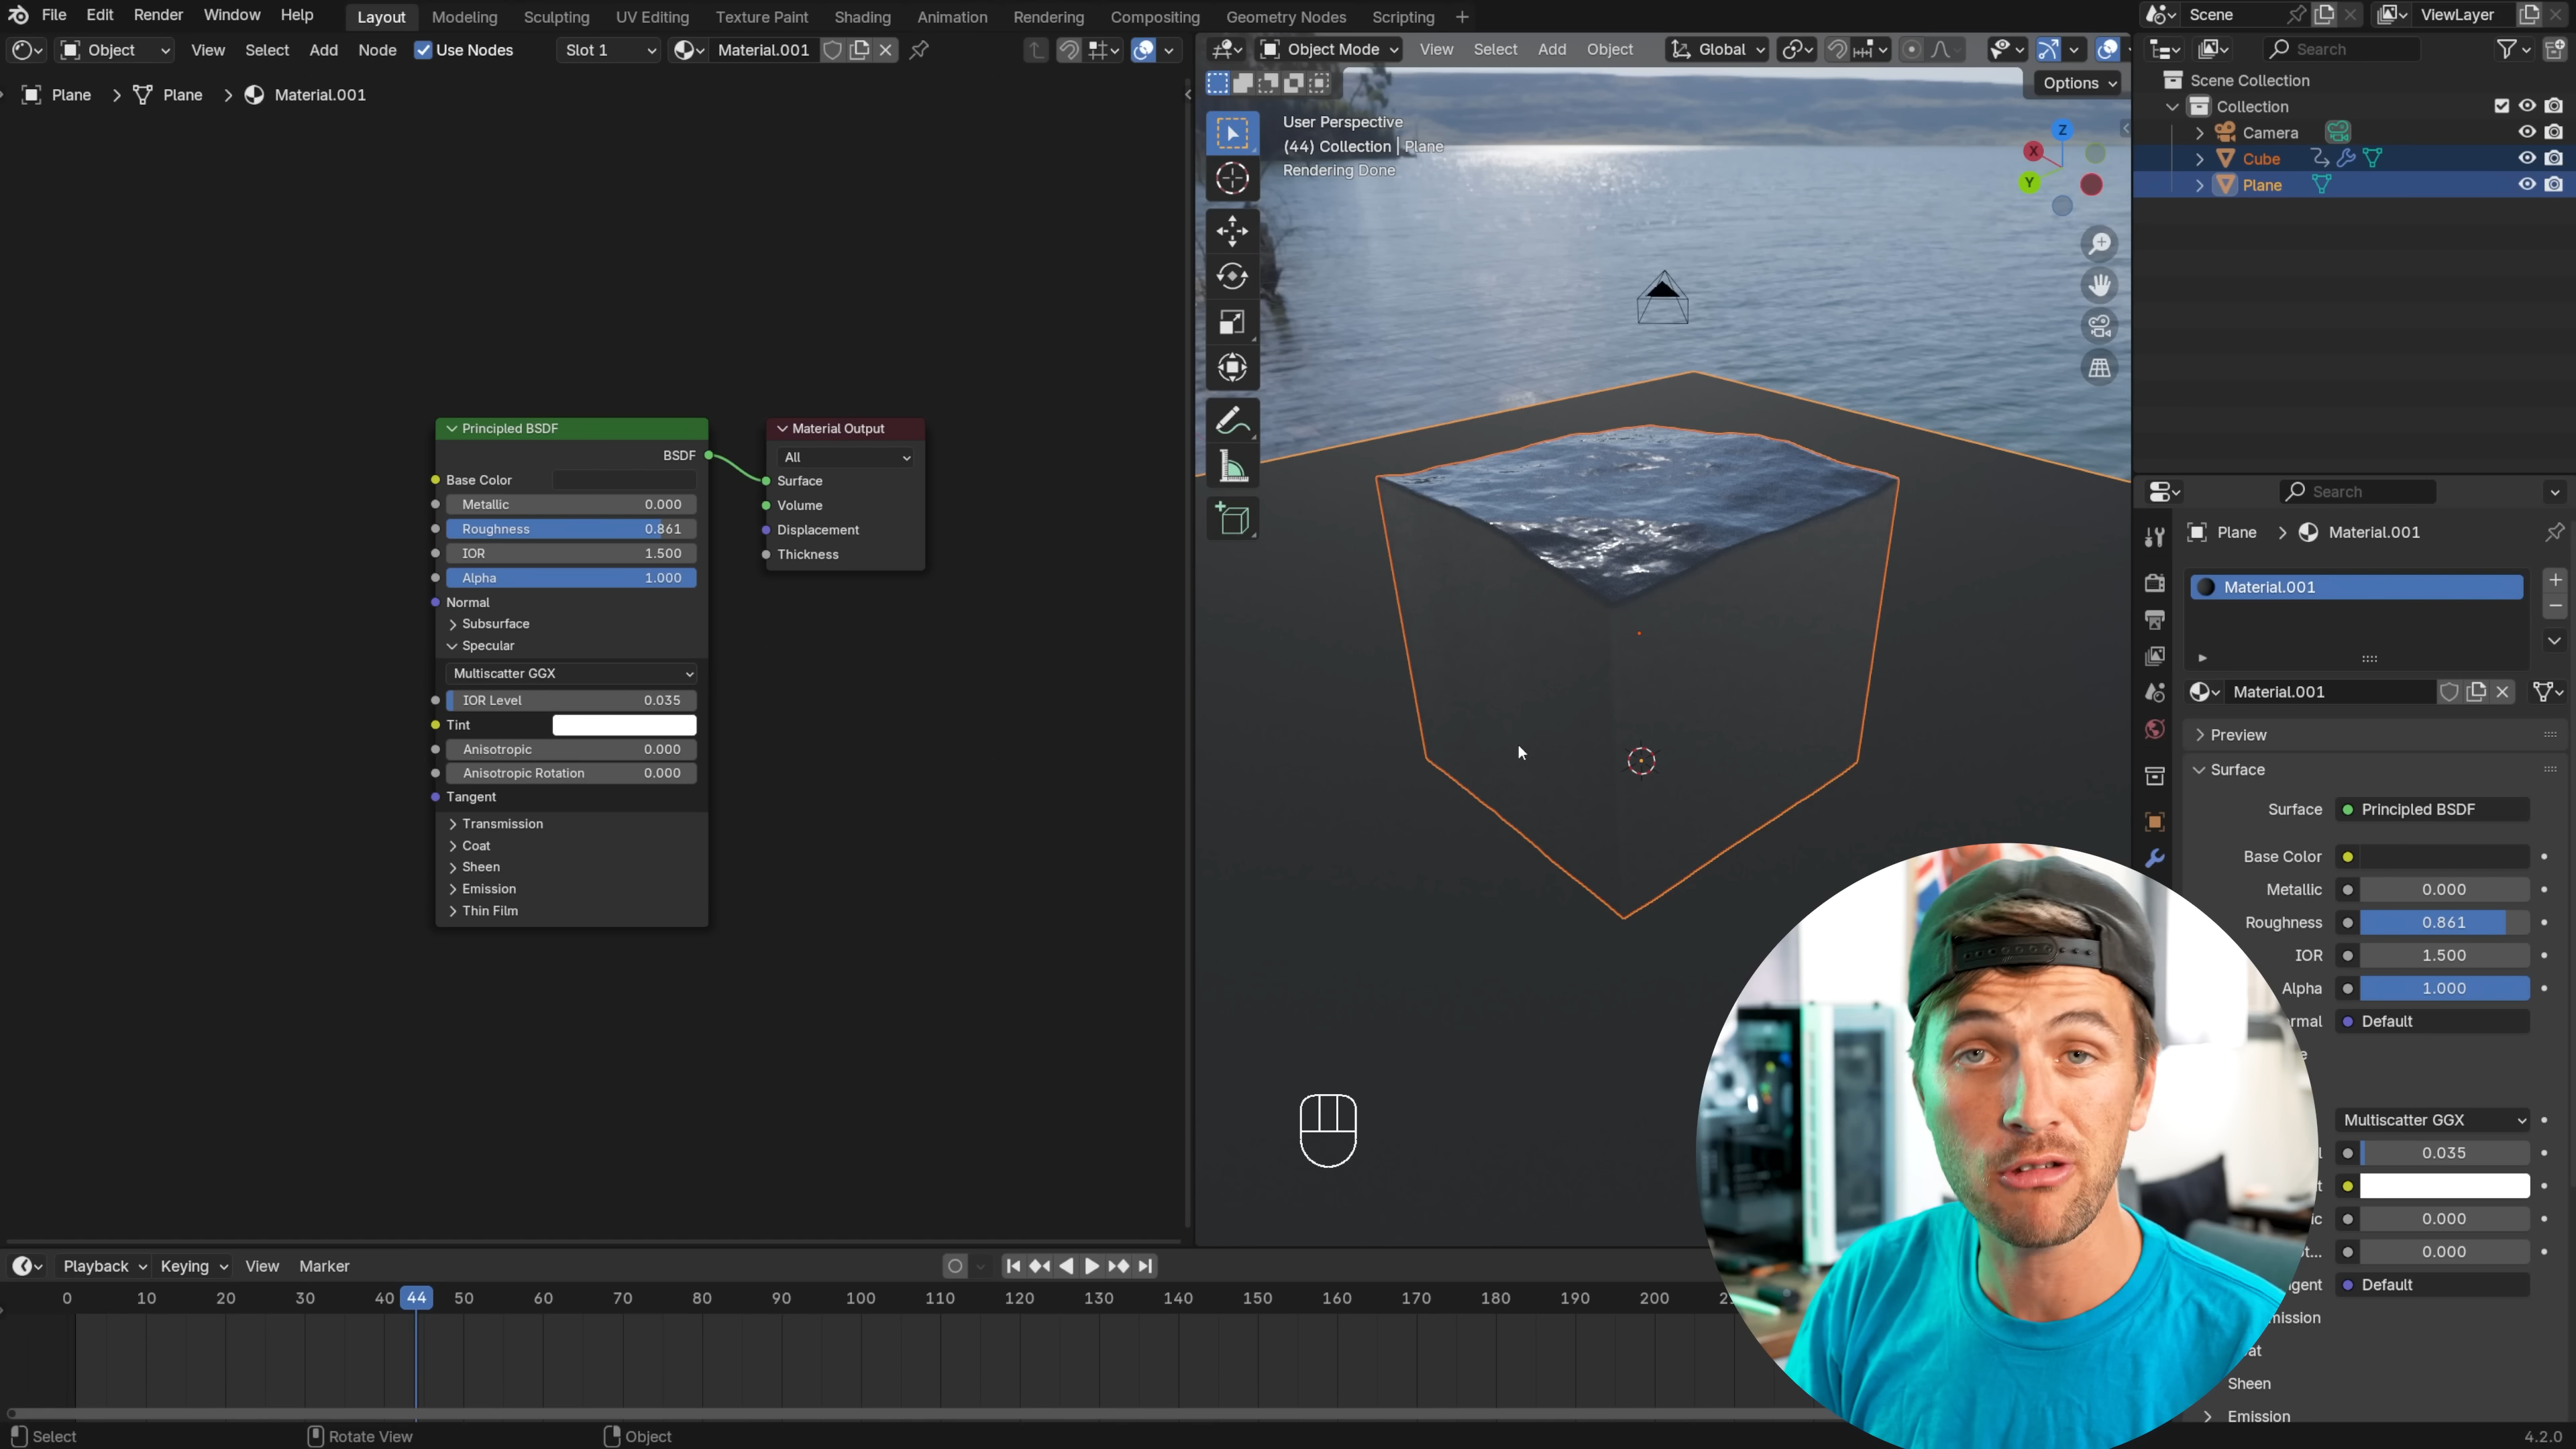 File Edit Render Window Help Layout Modeling Sculpting UV Editing Texture Paint Shading Animation Rendering Compositing Geometry Nodes Scripting + Scene ViewLayer
Object View Select Add Node Use Nodes Slot 1 Material.001
Object Mode View Select Add Object Global
Search
Options
Plane > Plane > Material.001
User Perspective
(44) Collection | Plane
Rendering Done
Z
X
Y
Scene Collection
Collection
Camera
Cube
Plane
Principled BSDF
BSDF
Base Color
Metallic 0.000
Roughness 0.861
IOR 1.500
Alpha 1.000
Normal
Subsurface
Specular
Multiscatter GGX
IOR Level 0.035
Tint
Anisotropic 0.000
Anisotropic Rotation 0.000
Tangent
Transmission
Coat
Sheen
Emission
Thin Film
Material Output
All
Surface
Volume
Displacement
Thickness
Search
Plane > Material.001
Material.001
Material.001
Preview
Surface
Surface Principled BSDF
Base Color
Metallic 0.000
Roughness 0.861
IOR 1.500
Alpha 1.000
rmal Default
e
Multiscatter GGX
l 0.035
t
ic 0.000
ot... 0.000
gent Default
mission
at
Sheen
Emission
Playback Keying View Marker
0 10 20 30 40 44 50 60 70 80 90 100 110 120 130 140 150 160 170 180 190 200
Select Rotate View Object 4.2.0